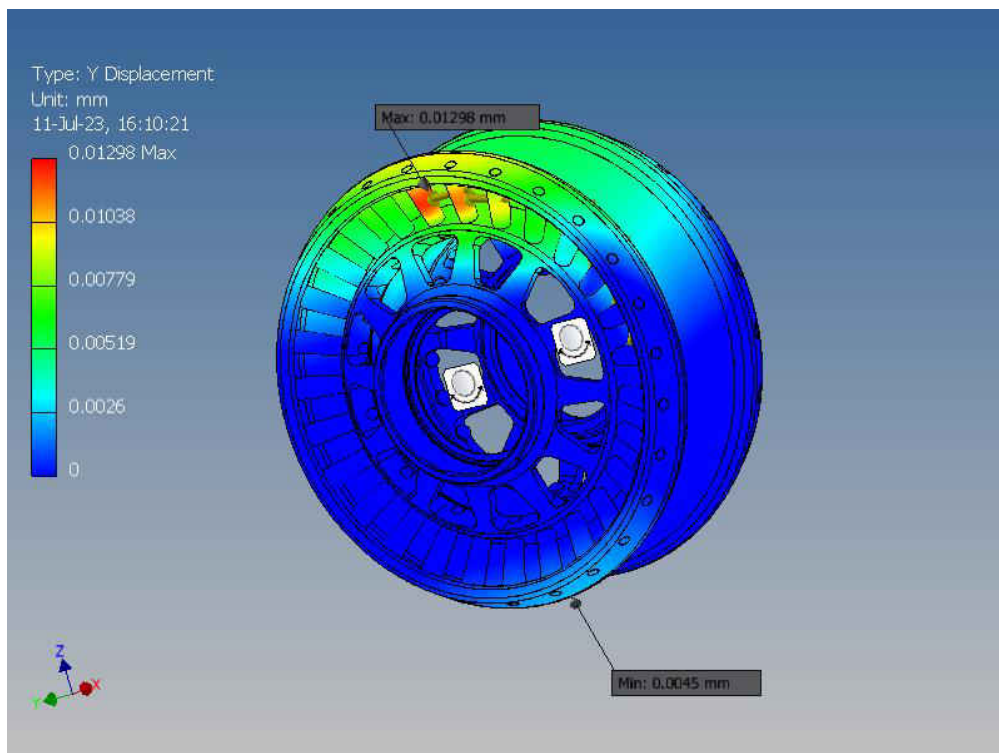 Type: Y Displacement
Unit: mm
11-Jul-23, 16:10:21
0.01298 Max
0.01038
0.00779
0.00519
0.0026
0
Max: 0.01298 mm
Min: 0.0045 mm
Z
Y
X